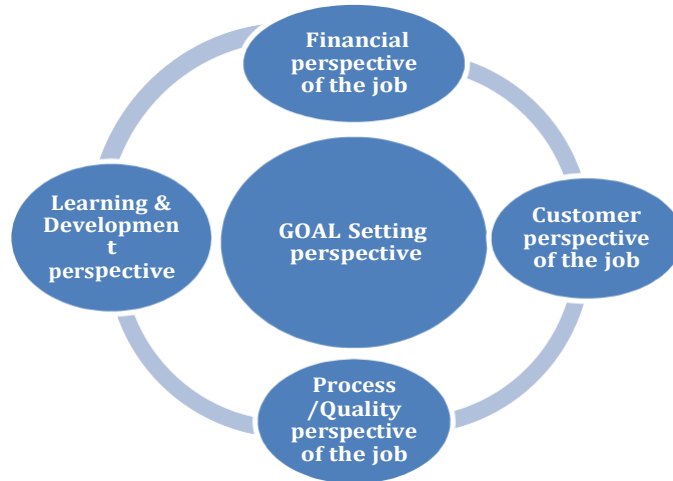 Financial
perspective
of the job
Learning &
Developmen
t
perspective
GOAL Setting
perspective
Customer
perspective
of the job
Process
/Quality
perspective
of the job